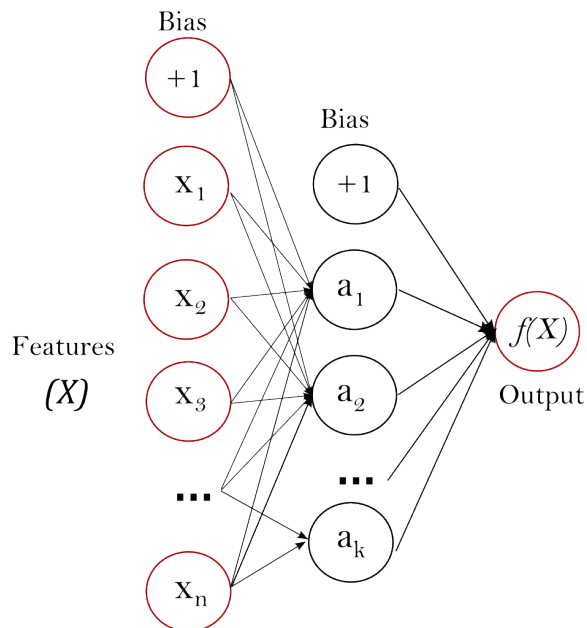 Bias
+1
x₁
x₂
x₃
...
xₙ
Features
(X)
Bias
+1
a₁
a₂
...
aₖ
f(X)
Output